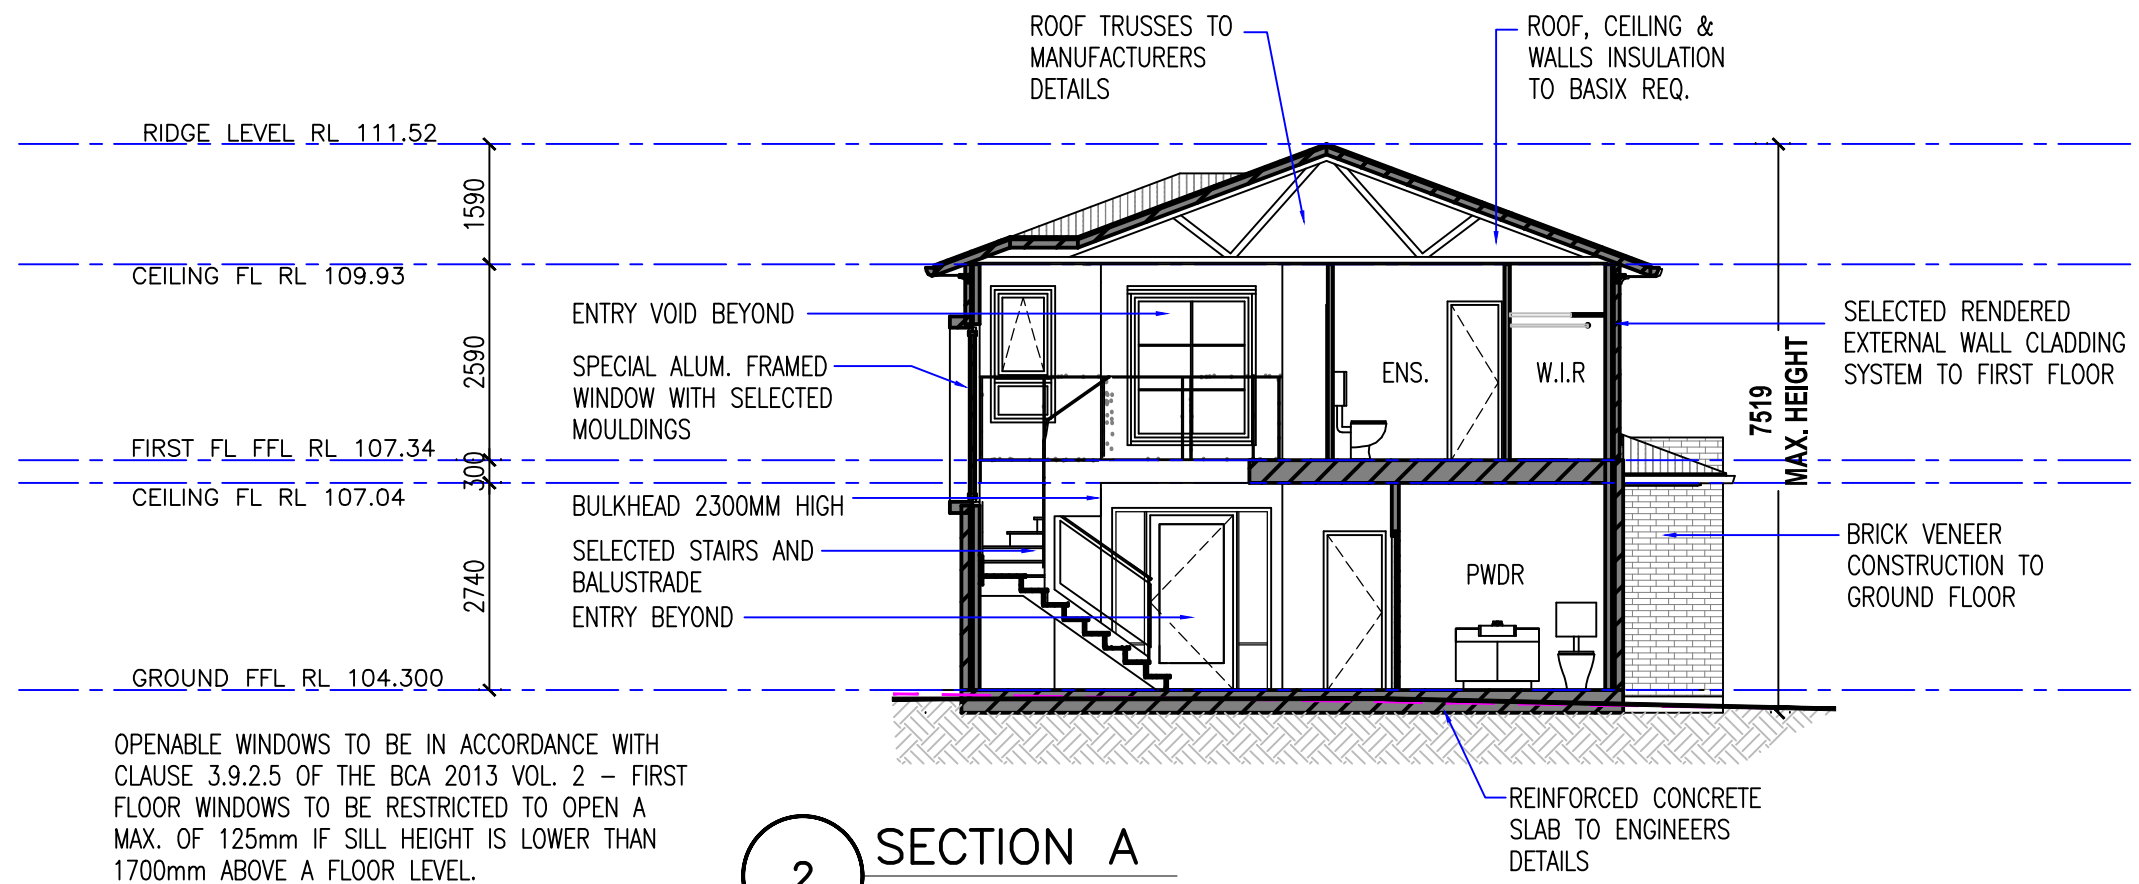 ROOF TRUSSES TO
MANUFACTURERS
DETAILS
ROOF, CEILING &
WALLS INSULATION
TO BASIX REQ.
RIDGE LEVEL RL 111.52
1590
CEILING FL RL 109.93
2590
FIRST FL FFL RL 107.34
300
CEILING FL RL 107.04
2740
GROUND FFL RL 104.300
ENTRY VOID BEYOND
SPECIAL ALUM. FRAMED
WINDOW WITH SELECTED
MOULDINGS
BULKHEAD 2300MM HIGH
SELECTED STAIRS AND
BALUSTRADE
ENTRY BEYOND
ENS.
W.I.R
PWDR
7519
MAX. HEIGHT
SELECTED RENDERED
EXTERNAL WALL CLADDING
SYSTEM TO FIRST FLOOR
BRICK VENEER
CONSTRUCTION TO
GROUND FLOOR
REINFORCED CONCRETE
SLAB TO ENGINEERS
DETAILS
OPENABLE WINDOWS TO BE IN ACCORDANCE WITH
CLAUSE 3.9.2.5 OF THE BCA 2013 VOL. 2 – FIRST
FLOOR WINDOWS TO BE RESTRICTED TO OPEN A
MAX. OF 125mm IF SILL HEIGHT IS LOWER THAN
1700mm ABOVE A FLOOR LEVEL.
2
SECTION A